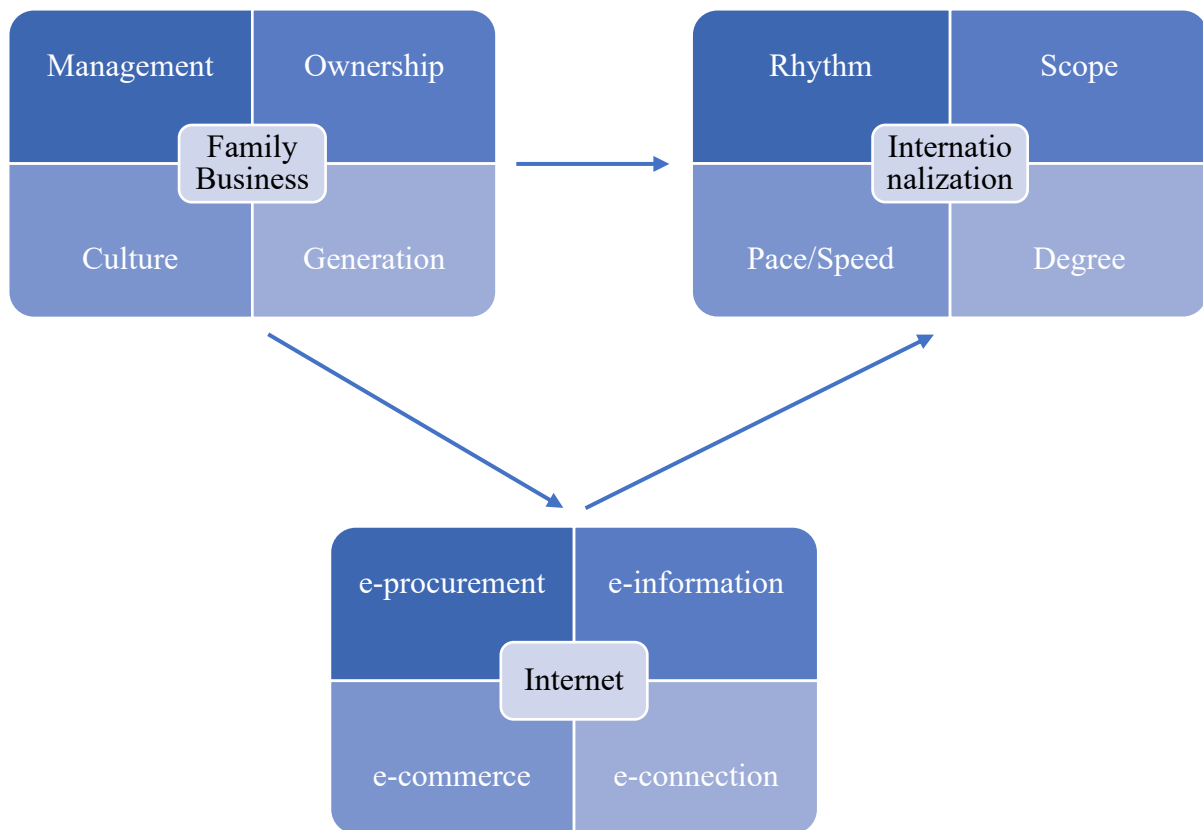 Management
Ownership
Family
Business
Culture
Generation
Rhythm
Scope
Internatio
nalization
Pace/Speed
Degree
e-procurement
e-information
Internet
e-commerce
e-connection